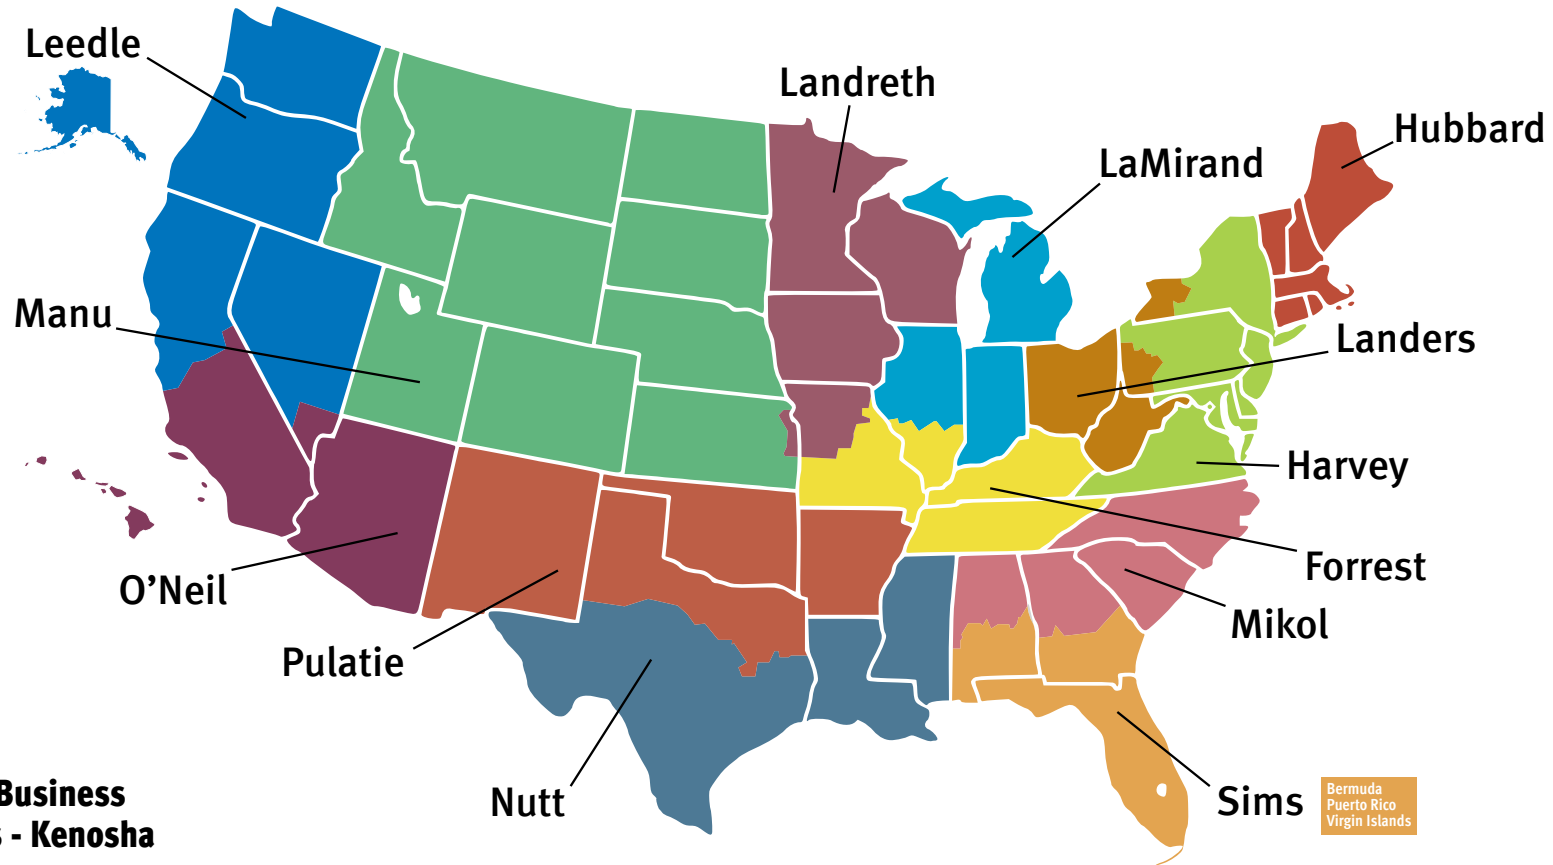 Leedle
Landreth
Hubbard
LaMirand
Manu
Landers
Harvey
O’Neil
Forrest
Mikol
Pulatie
Nutt
Sims
Bermuda
Puerto Rico
Virgin Islands
Business
- Kenosha